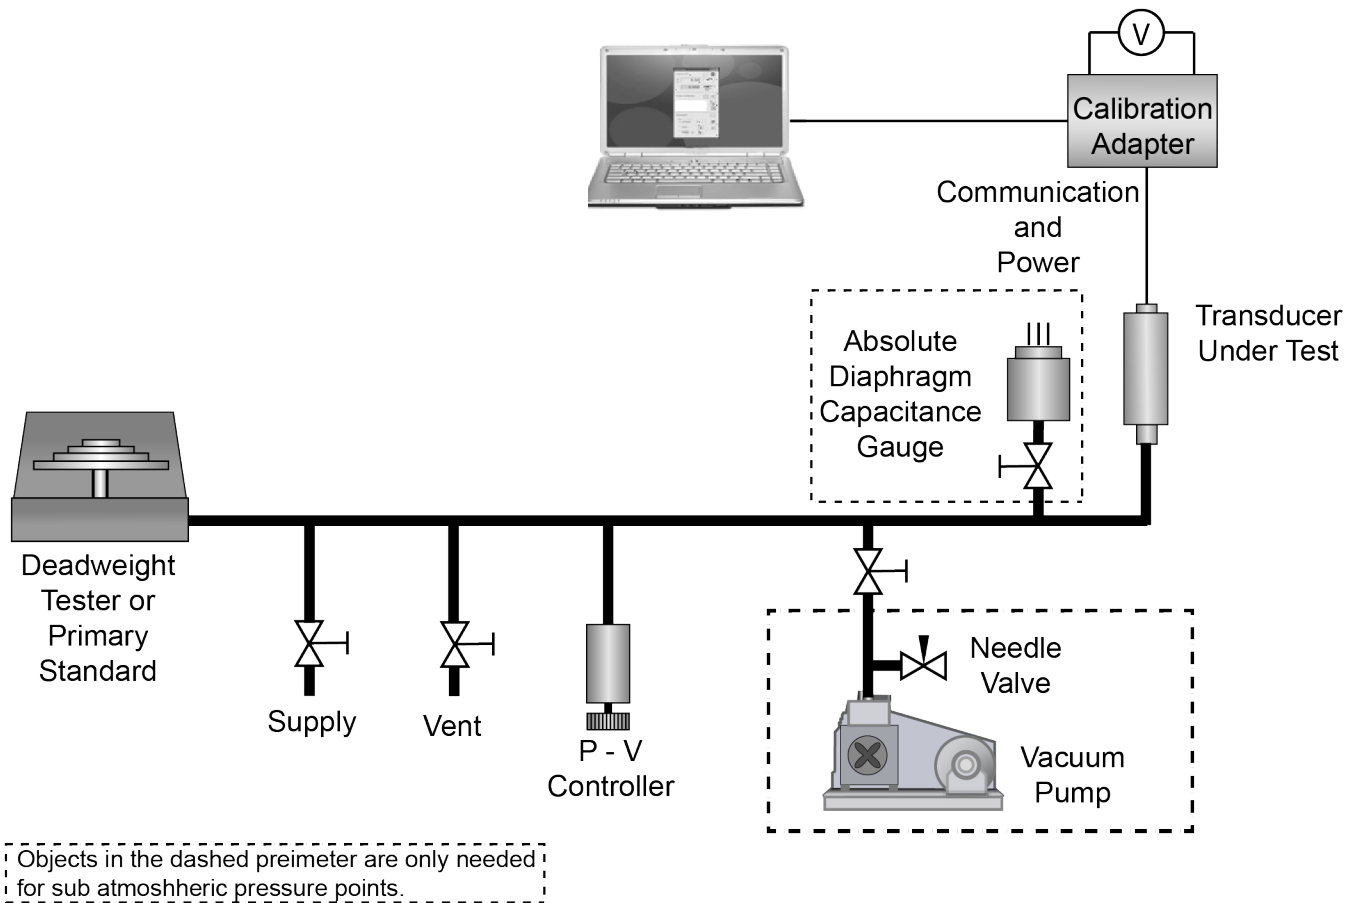 V
Calibration
Adapter
Communication
and
Power
Transducer
Under Test
Absolute
Diaphragm
Capacitance
Gauge
Deadweight
Tester or
Primary
Standard
Supply
Vent
P - V
Controller
Needle
Valve
Vacuum
Pump
Objects in the dashed preimeter are only needed
for sub atmoshheric pressure points.